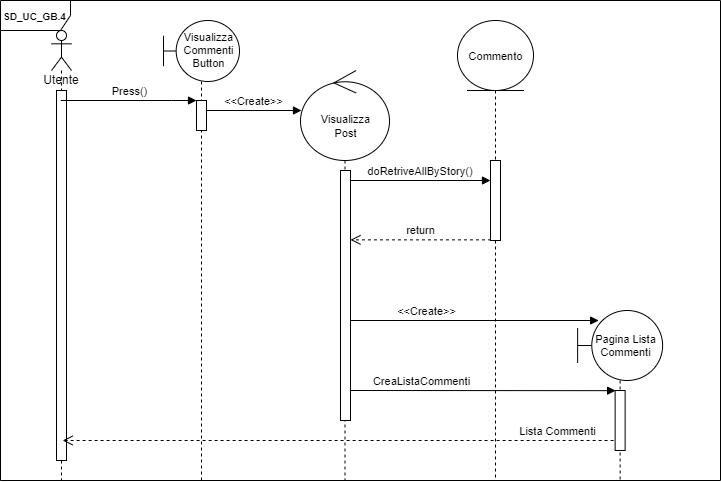 SD_UC_GB.4
Utente
Visualizza
Commenti
Button
Commento
Press()
<<Create>>
Visualizza
Post
doRetriveAllByStory()
return
<<Create>>
Pagina Lista
Commenti
CreaListaCommenti
Lista Commenti